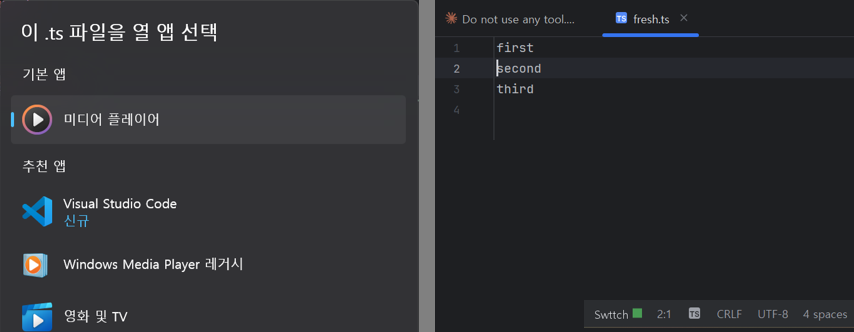 이 .ts 파일을 열 앱 선택
기본 앱
미디어 플레이어
추천 앱
Visual Studio Code
신규
Windows Media Player 레거시
영화 및 TV
Do not use any tool....
TS fresh.ts
1 first
2 second
3 third
4
Swttch 2:1 TS CRLF UTF-8 4 spaces